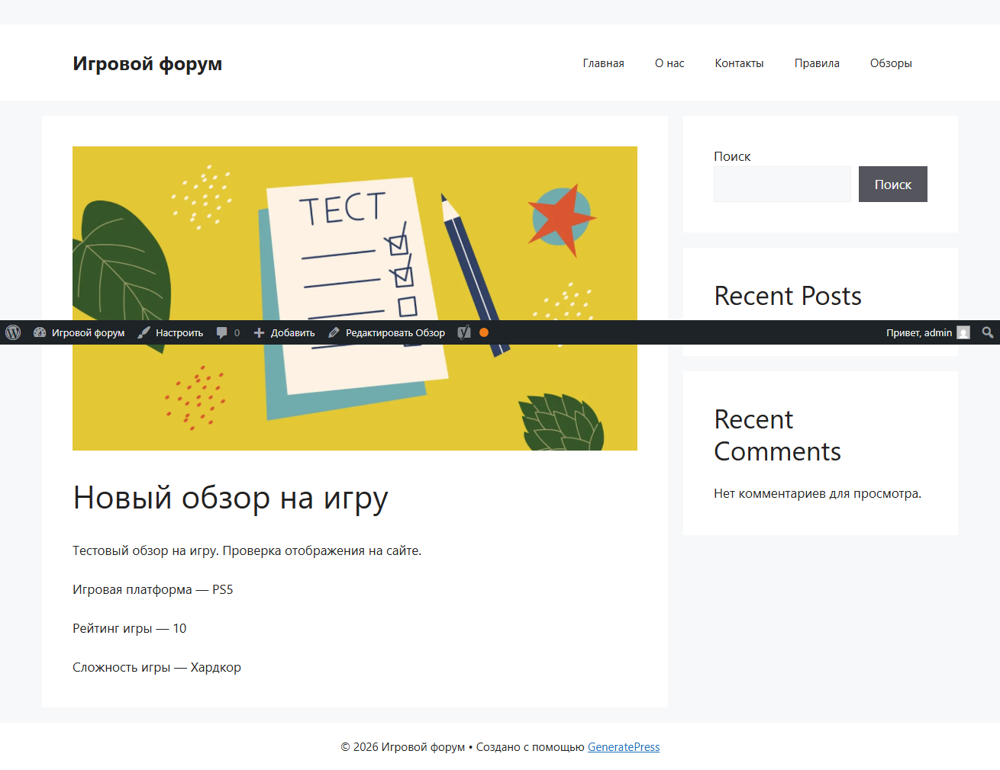 Игровой форум
Главная О нас Контакты Правила Обзоры
ТЕСТ
Поиск
Поиск
Recent Posts
Игровой форум Настроить 0 Добавить Редактировать Обзор Привет, admin
Recent
Comments
Нет комментариев для просмотра.
Новый обзор на игру
Тестовый обзор на игру. Проверка отображения на сайте.
Игровая платформа — PS5
Рейтинг игры — 10
Сложность игры — Хардкор
© 2026 Игровой форум • Создано с помощью GeneratePress